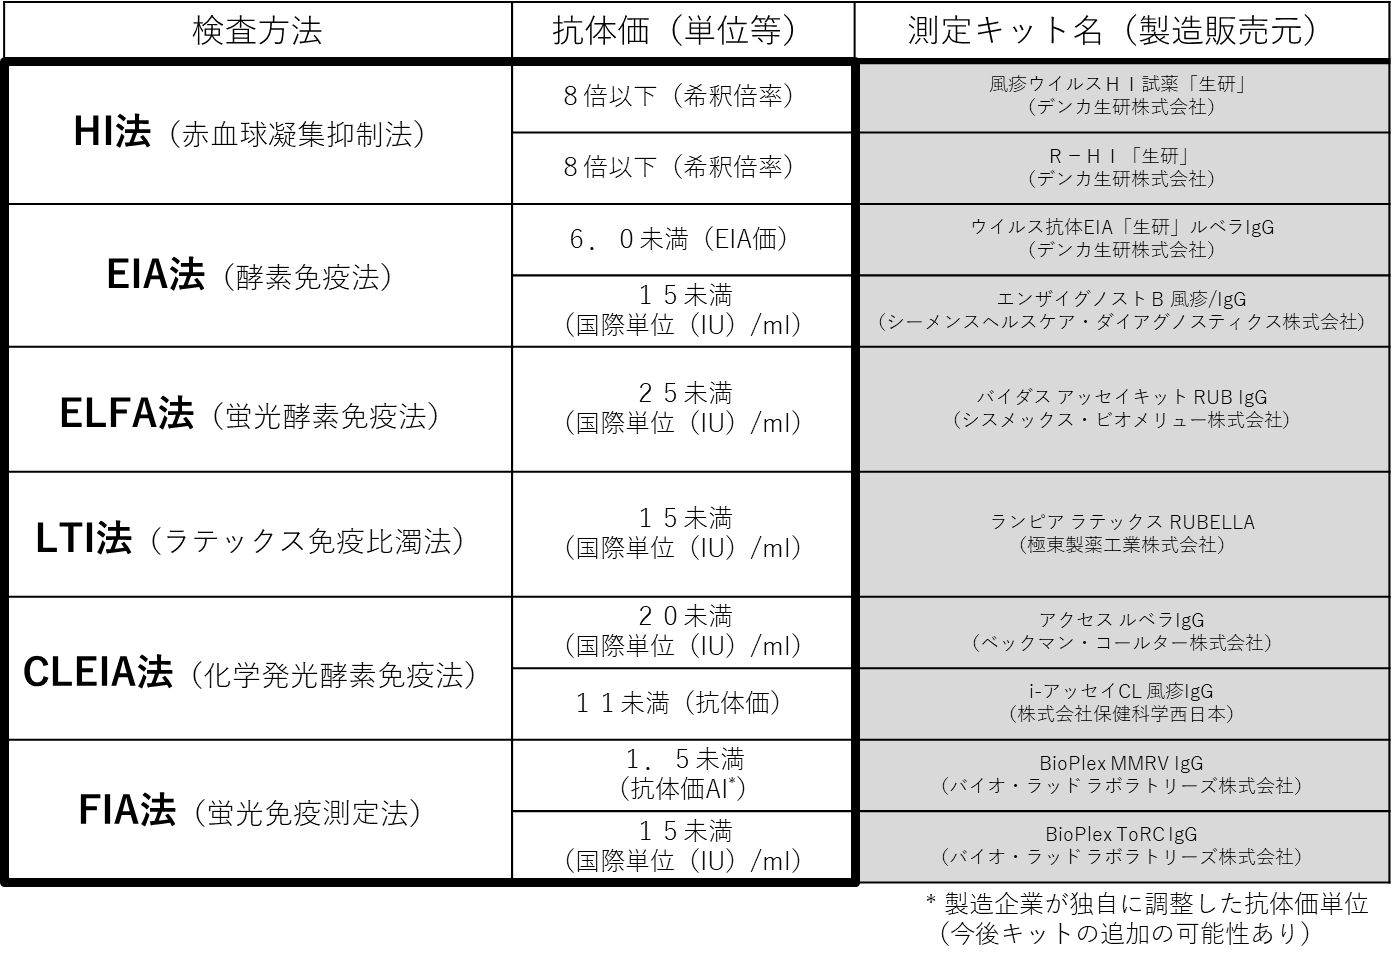 検査方法
抗体価（単位等）
測定キット名（製造販売元）
HI法（赤血球凝集抑制法）
８倍以下（希釈倍率）
風疹ウイルスＨＩ試薬「生研」
（デンカ生研株式会社）
８倍以下（希釈倍率）
Ｒ－ＨＩ「生研」
（デンカ生研株式会社）
EIA法（酵素免疫法）
６．０未満（EIA価）
ウイルス抗体EIA「生研」ルベラIgG
（デンカ生研株式会社）
１５未満
（国際単位（IU）/ml）
エンザイグノストＢ 風疹/IgG
（シーメンスヘルスケア・ダイアグノスティクス株式会社）
ELFA法（蛍光酵素免疫法）
２５未満
（国際単位（IU）/ml）
バイダス アッセイキット RUB IgG
（シスメックス・ビオメリュー株式会社）
LTI法（ラテックス免疫比濁法）
１５未満
（国際単位（IU）/ml）
ランピア ラテックス RUBELLA
（極東製薬工業株式会社）
CLEIA法（化学発光酵素免疫法）
２０未満
（国際単位（IU）/ml）
アクセス ルベラIgG
（ベックマン・コールター株式会社）
１１未満（抗体価）
i-アッセイCL 風疹IgG
（株式会社保健科学西日本）
FIA法（蛍光免疫測定法）
１．５未満
（抗体価AI*）
BioPlex MMRV IgG
（バイオ・ラッド ラボラトリーズ株式会社）
１５未満
（国際単位（IU）/ml）
BioPlex ToRC IgG
（バイオ・ラッド ラボラトリーズ株式会社）
* 製造企業が独自に調整した抗体価単位
（今後キットの追加の可能性あり）